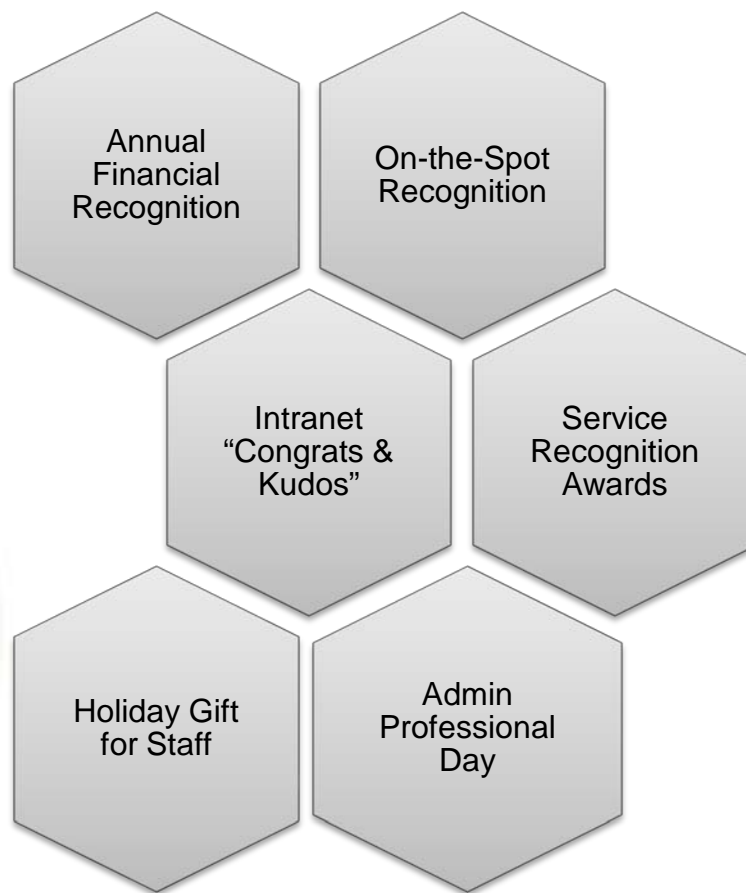 Annual
Financial
Recognition
On-the-Spot
Recognition
Intranet
“Congrats &
Kudos”
Service
Recognition
Awards
Holiday Gift
for Staff
Admin
Professional
Day